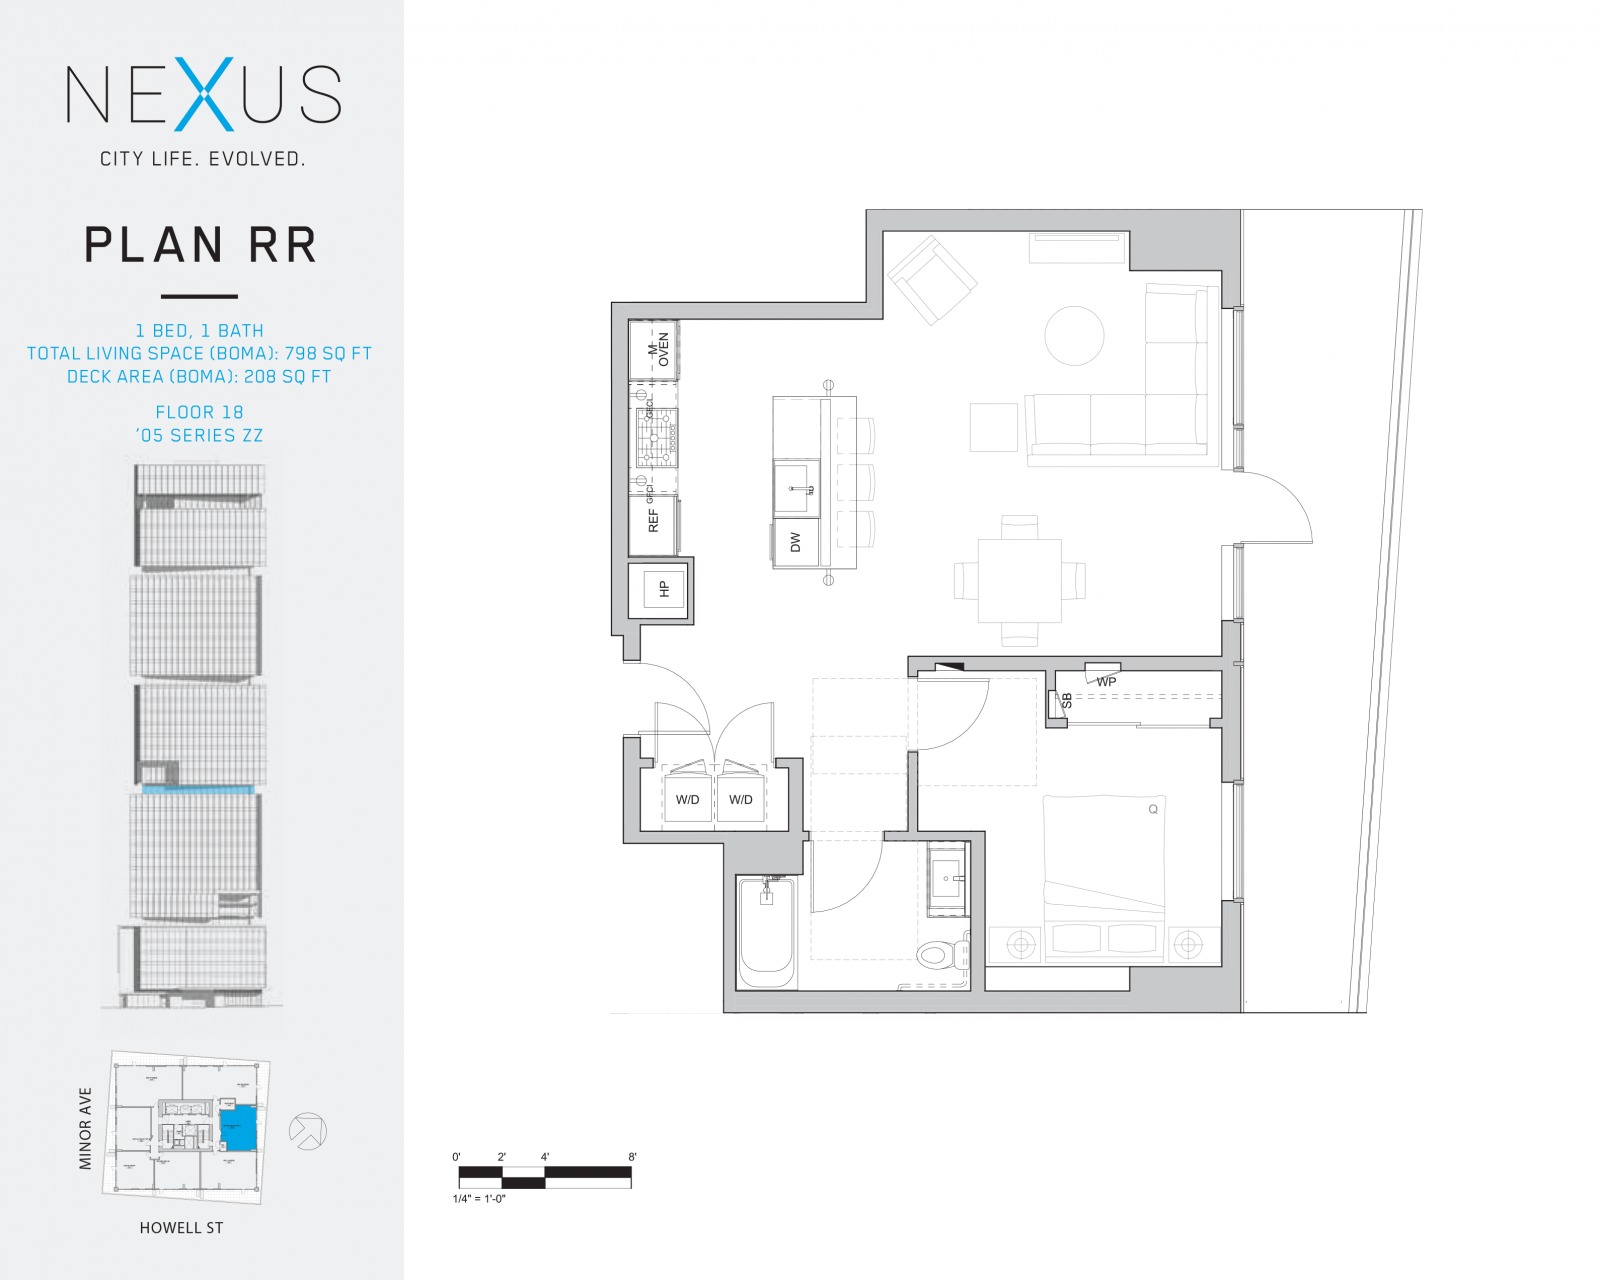 NEXUS
CITY LIFE. EVOLVED.
PLAN RR
1 BED, 1 BATH
TOTAL LIVING SPACE (BOMA): 798 SQ FT
DECK AREA (BOMA): 208 SQ FT
FLOOR 18
'05 SERIES ZZ
MINOR AVE
HOWELL ST
M
OVEN
GFCI
GFCI
REF
DW
HP
W/D
W/D
WP
SB
Q
0' 2' 4' 8'
1/4" = 1'-0"